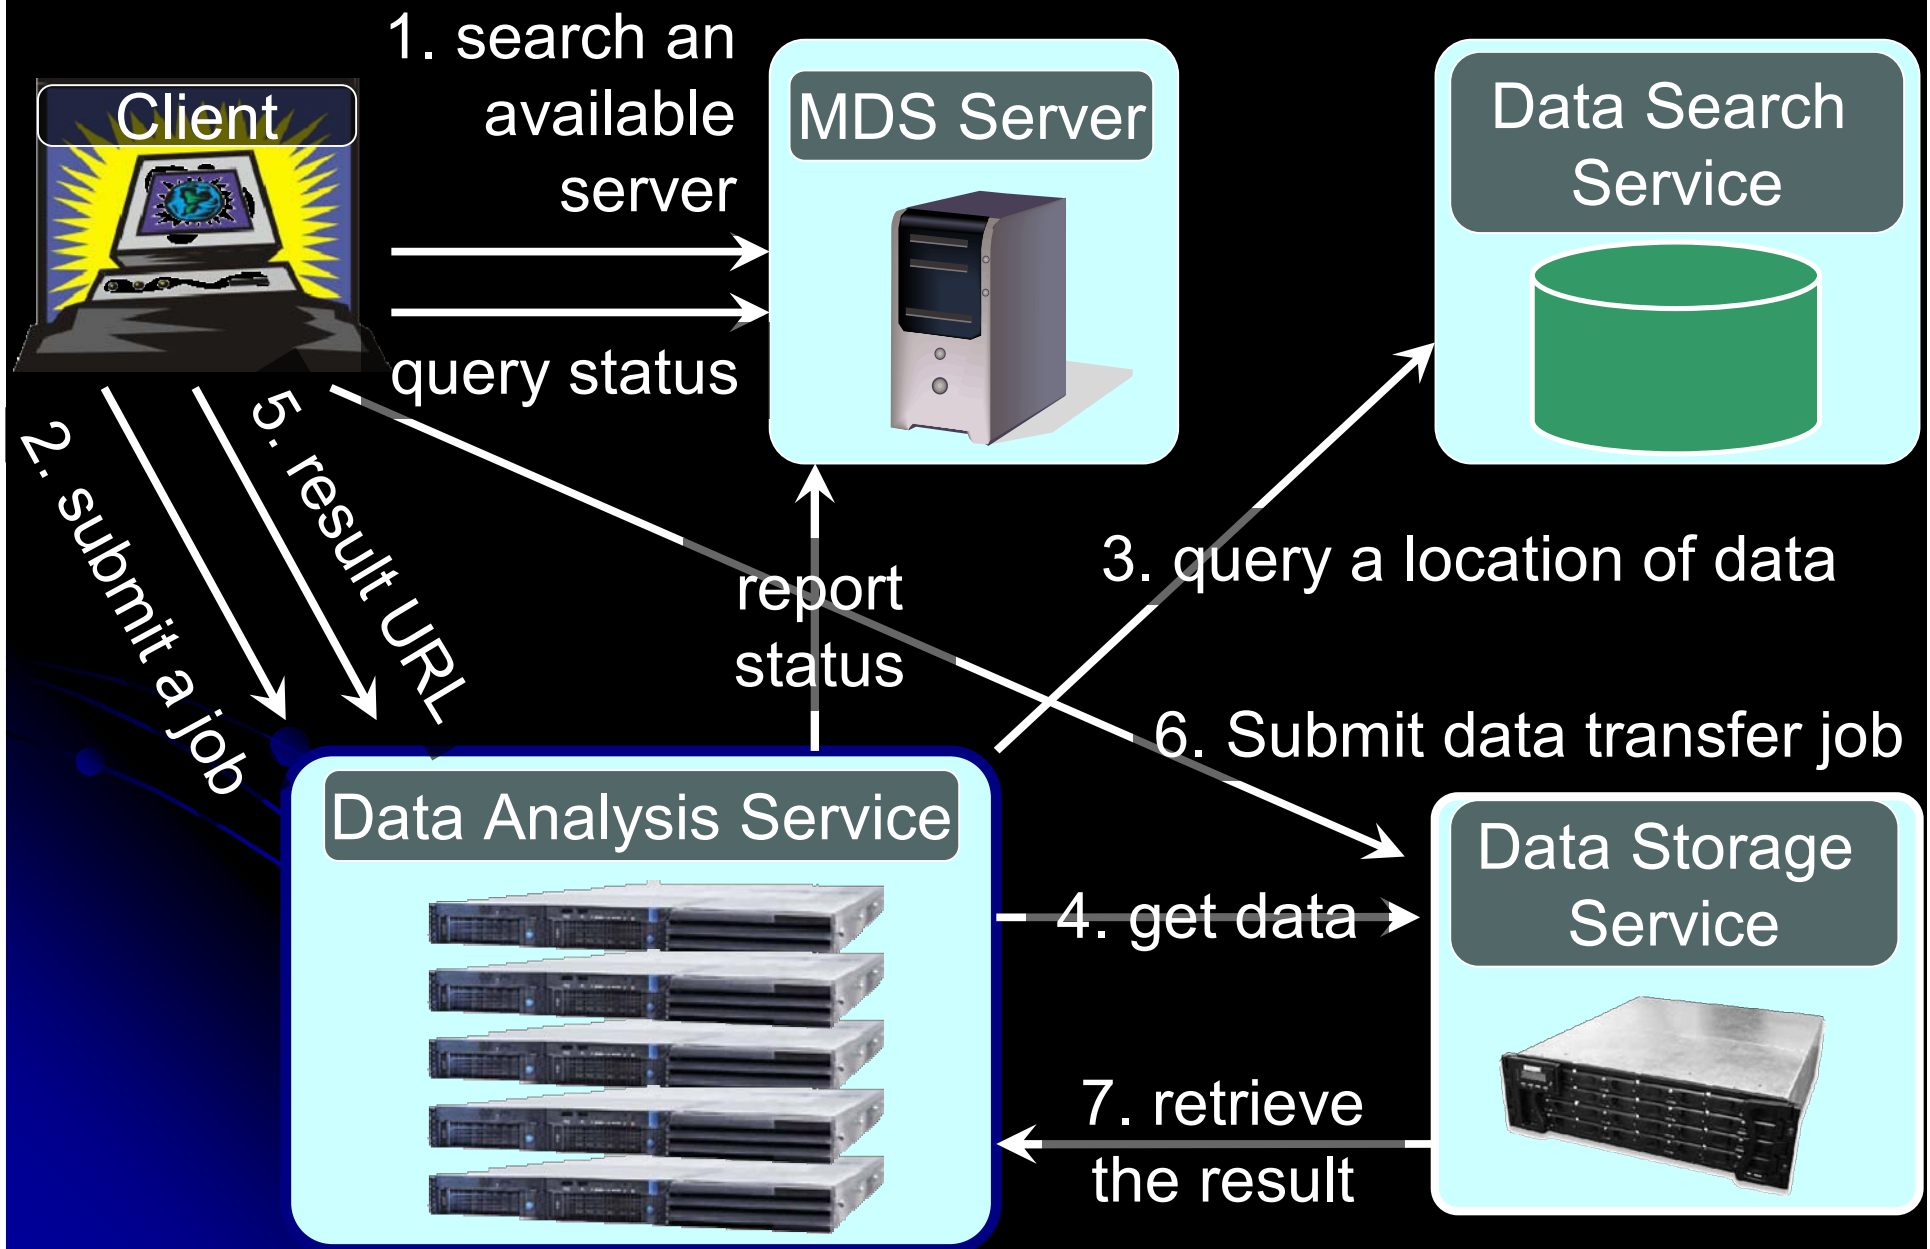 1. search an
available
server
Client
MDS Server
Data Search
Service
query status
5. result URL
2. submit a job
report
status
3. query a location of data
6. Submit data transfer job
Data Analysis Service
Data Storage
Service
4. get data
7. retrieve
the result